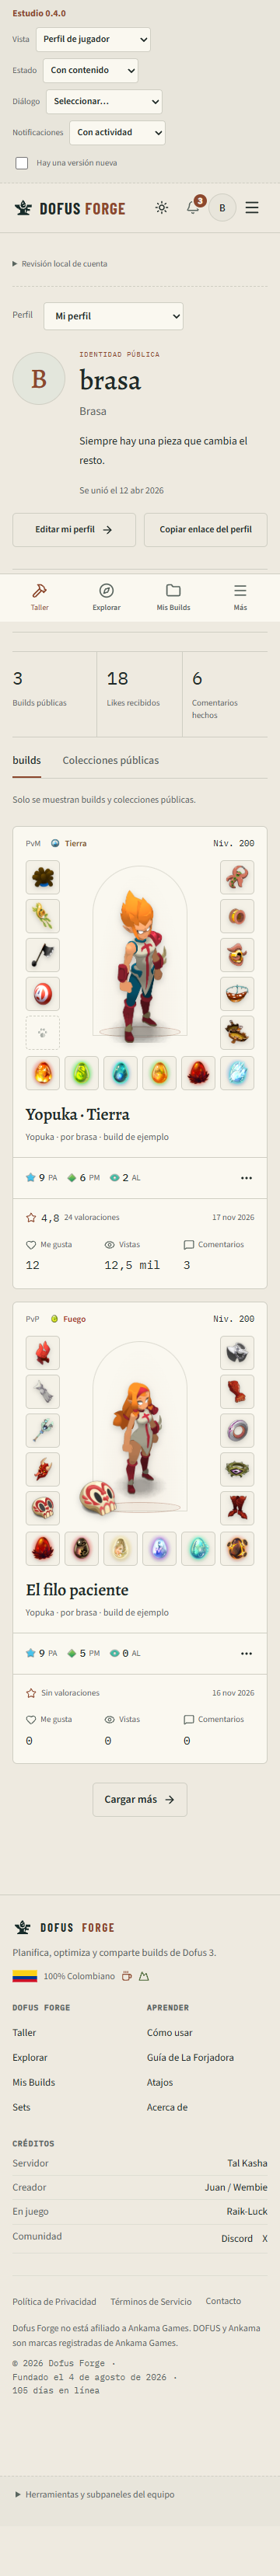 Estudio 0.4.0
Vista Perfil de jugador
Estado Con contenido
Diálogo Seleccionar...
Notificaciones Con actividad
Hay una versión nueva
DOFUS FORGE 3 B
Revisión local de cuenta
Perfil Mi perfil
B
IDENTIDAD PÚBLICA
brasa
Brasa
Siempre hay una pieza que cambia el
resto.
Se unió el 12 abr 2026
Editar mi perfil → Copiar enlace del perfil
Taller Explorar Mis Builds Más
3 18 6
Builds públicas Likes recibidos Comentarios
hechos
builds Colecciones públicas
Solo se muestran builds y colecciones públicas.
PvM Tierra Niv. 200
Yopuka · Tierra
Yopuka · por brasa · build de ejemplo
9 PA 6 PM 2 AL ...
4,8 24 valoraciones 17 nov 2026
Me gusta Vistas Comentarios
12 12,5 mil 3
PvP Fuego Niv. 200
El filo paciente
Yopuka · por brasa · build de ejemplo
9 PA 5 PM 0 AL ...
Sin valoraciones 16 nov 2026
Me gusta Vistas Comentarios
0 0 0
Cargar más →
DOFUS FORGE
Planifica, optimiza y comparte builds de Dofus 3.
100% Colombiano
DOFUS FORGE APRENDER
Taller Cómo usar
Explorar Guía de La Forjadora
Mis Builds Atajos
Sets Acerca de
CRÉDITOS
Servidor Tal Kasha
Creador Juan / Wembie
En juego Raik-Luck
Comunidad Discord X
Política de Privacidad Términos de Servicio Contacto
Dofus Forge no está afiliado a Ankama Games. DOFUS y Ankama
son marcas registradas de Ankama Games.
© 2026 Dofus Forge ·
Fundado el 4 de agosto de 2026 ·
105 días en línea
Herramientas y subpaneles del equipo